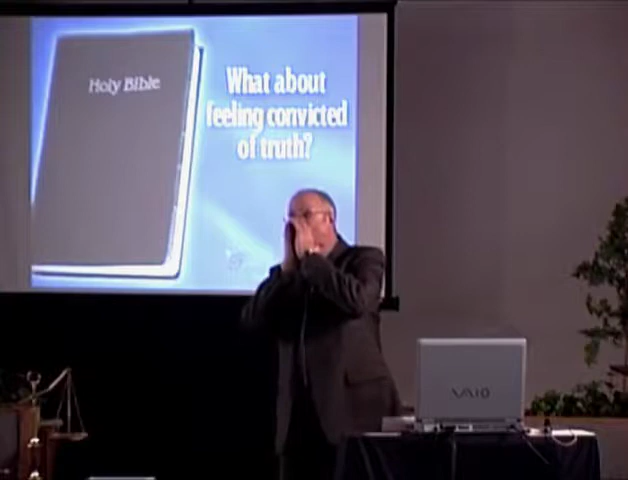 Holy Bible
What about
feeling convicted
of truth?
VAIO